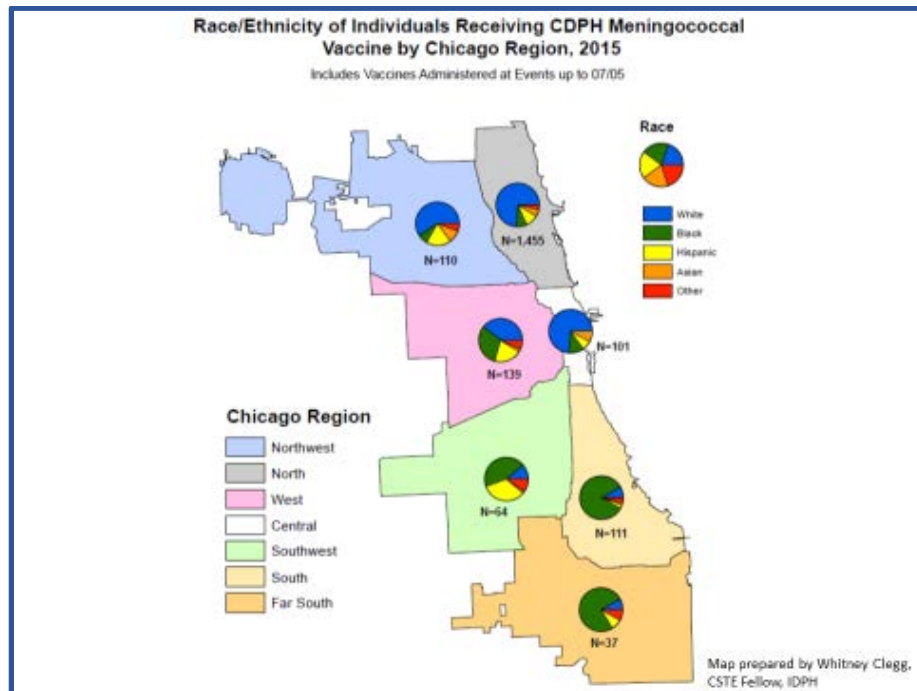 Race/Ethnicity of Individuals Receiving CDPH Meningococcal
Vaccine by Chicago Region, 2015
Includes Vaccines Administered at Events up to 07/05
Race
White
Black
Hispanic
Asian
Other
N=1,455
N=110
N=101
N=139
N=64
N=111
N=37
Chicago Region
Northwest
North
West
Central
Southwest
South
Far South
Map prepared by Whitney Clegg,
CSTE Fellow, IDPH